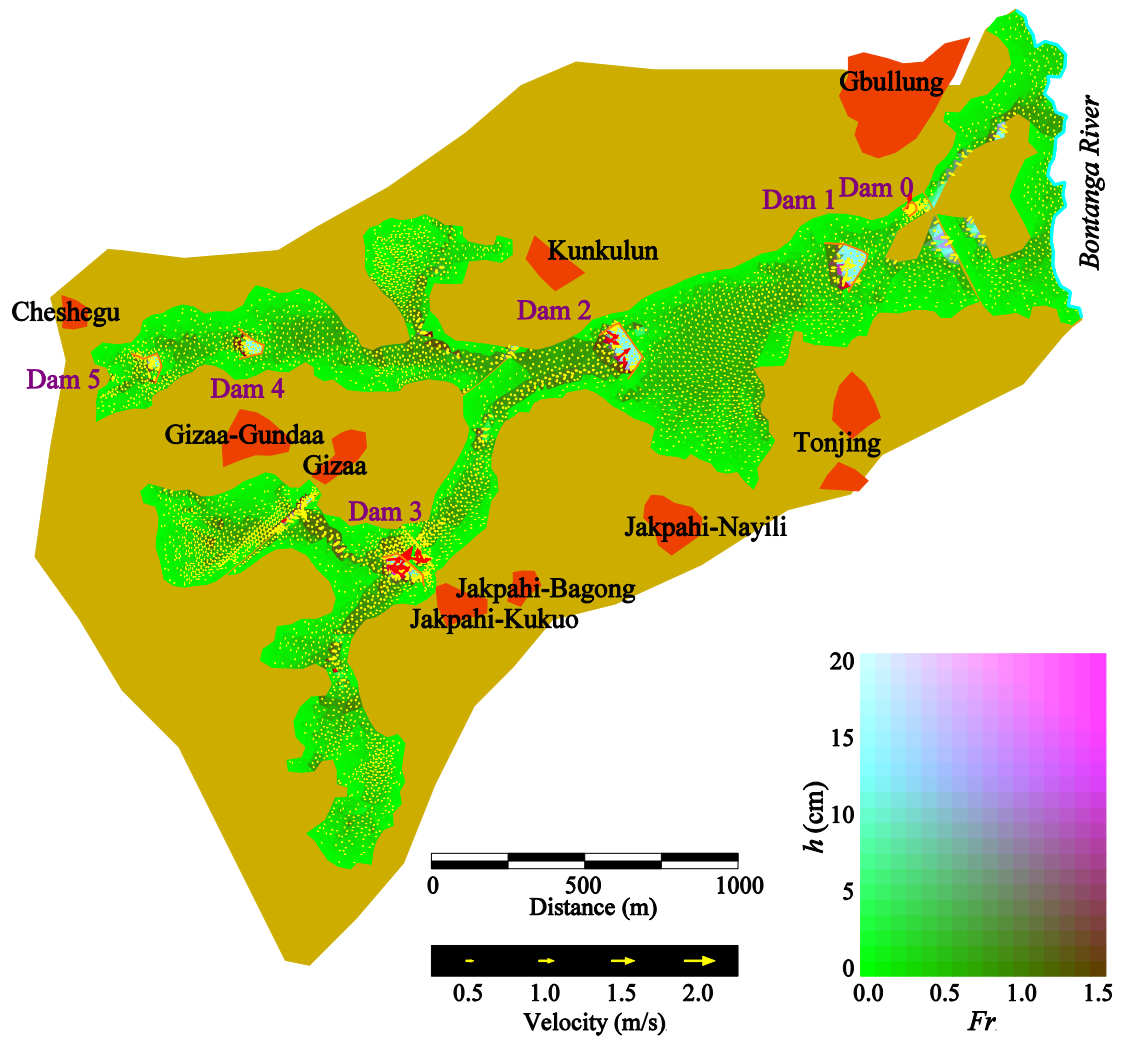 Gbullung
Bontanga River
Dam 1
Dam 0
Kunkulun
Dam 2
Cheshegu
Dam 5
Dam 4
Gizaa-Gundaa
Gizaa
Tonjing
Dam 3
Jakpahi-Nayili
Jakpahi-Bagong
Jakpahi-Kukuo
0 500 1000
Distance (m)
0.5 1.0 1.5 2.0
Velocity (m/s)
20
15
10
5
0
h (cm)
0.0 0.5 1.0 1.5
Fr